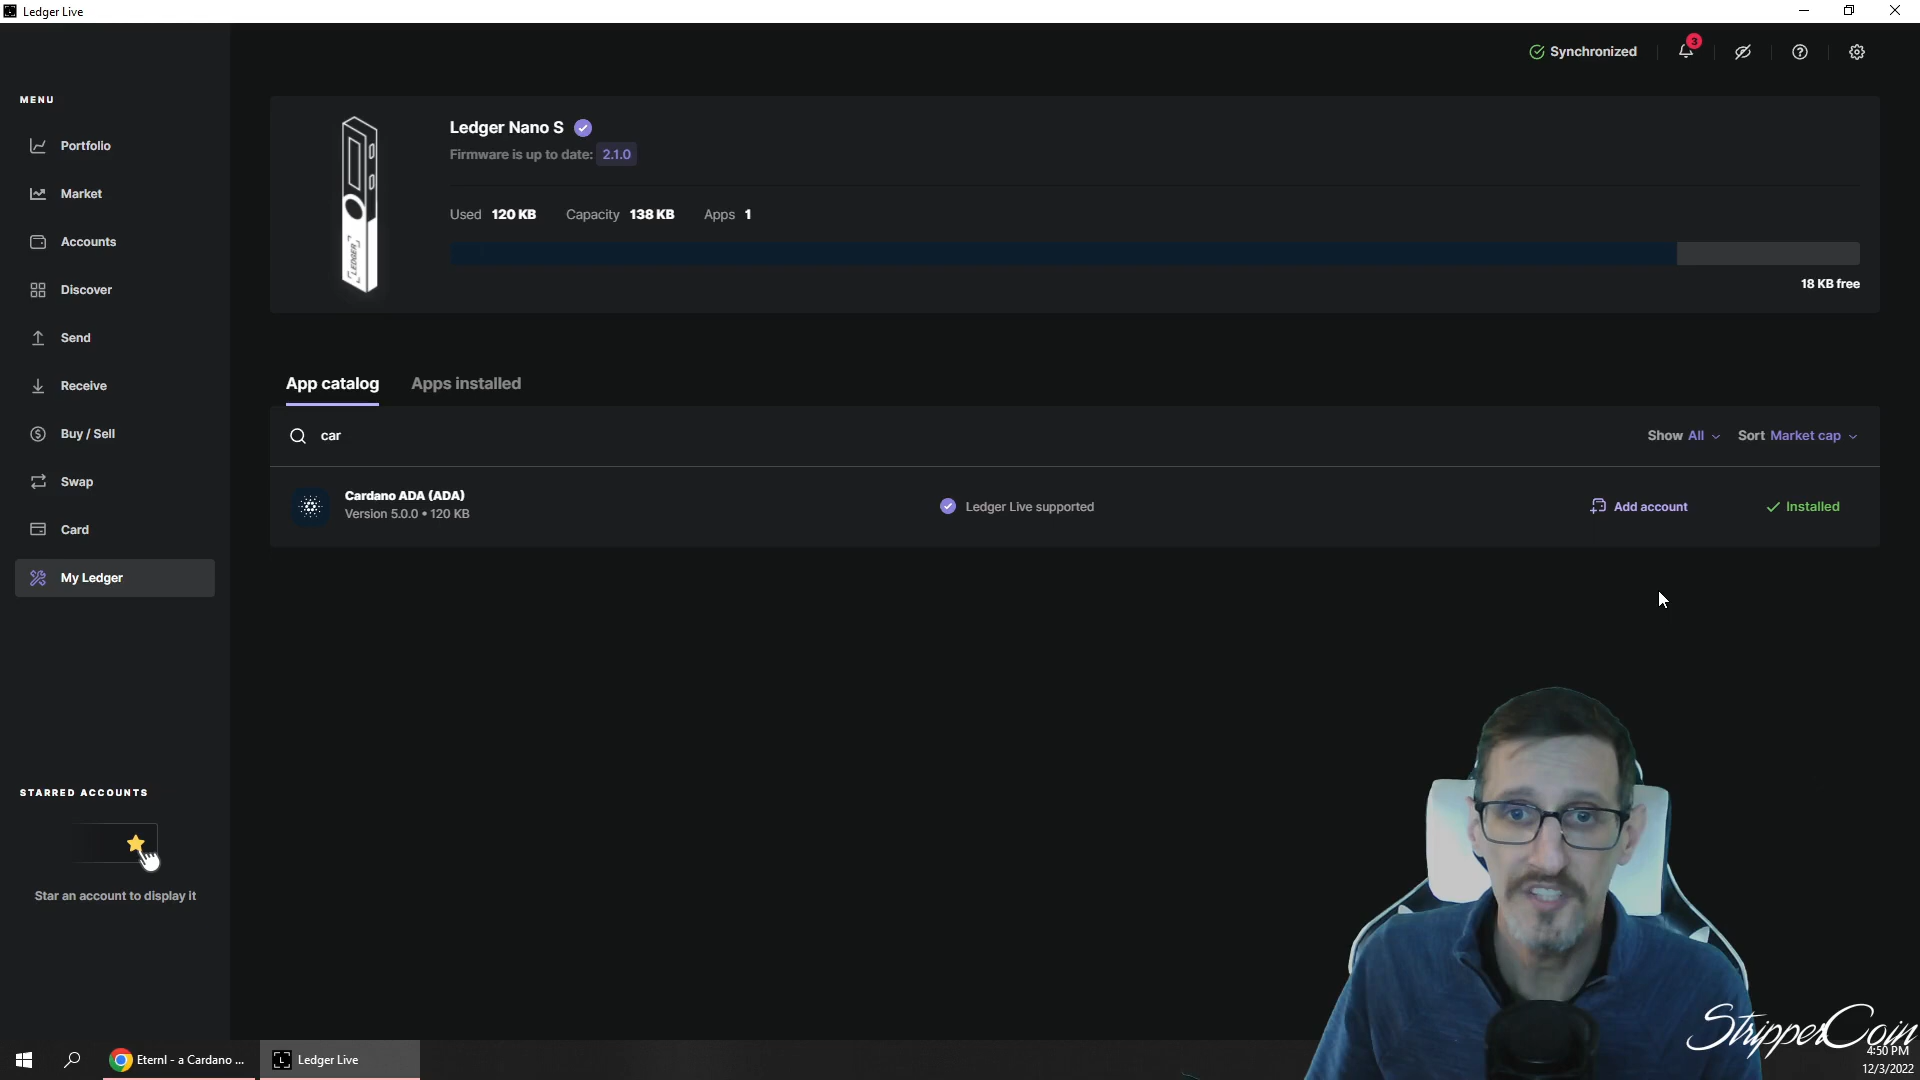 Ledger Live
Synchronized
3
MENU
Portfolio
Market
Accounts
Discover
Send
Receive
Buy / Sell
Swap
Card
My Ledger
STARRED ACCOUNTS
Star an account to display it
LEDGER
Ledger Nano S
Firmware is up to date: 2.1.0
Used 120 KB Capacity 138 KB Apps 1
18 KB free
App catalog Apps installed
car
Show All Sort Market cap
Cardano ADA (ADA)
Version 5.0.0 • 120 KB
Ledger Live supported
Add account
Installed
StripperCoin
Eternl - a Cardano ...
Ledger Live
4:50 PM
12/3/2022